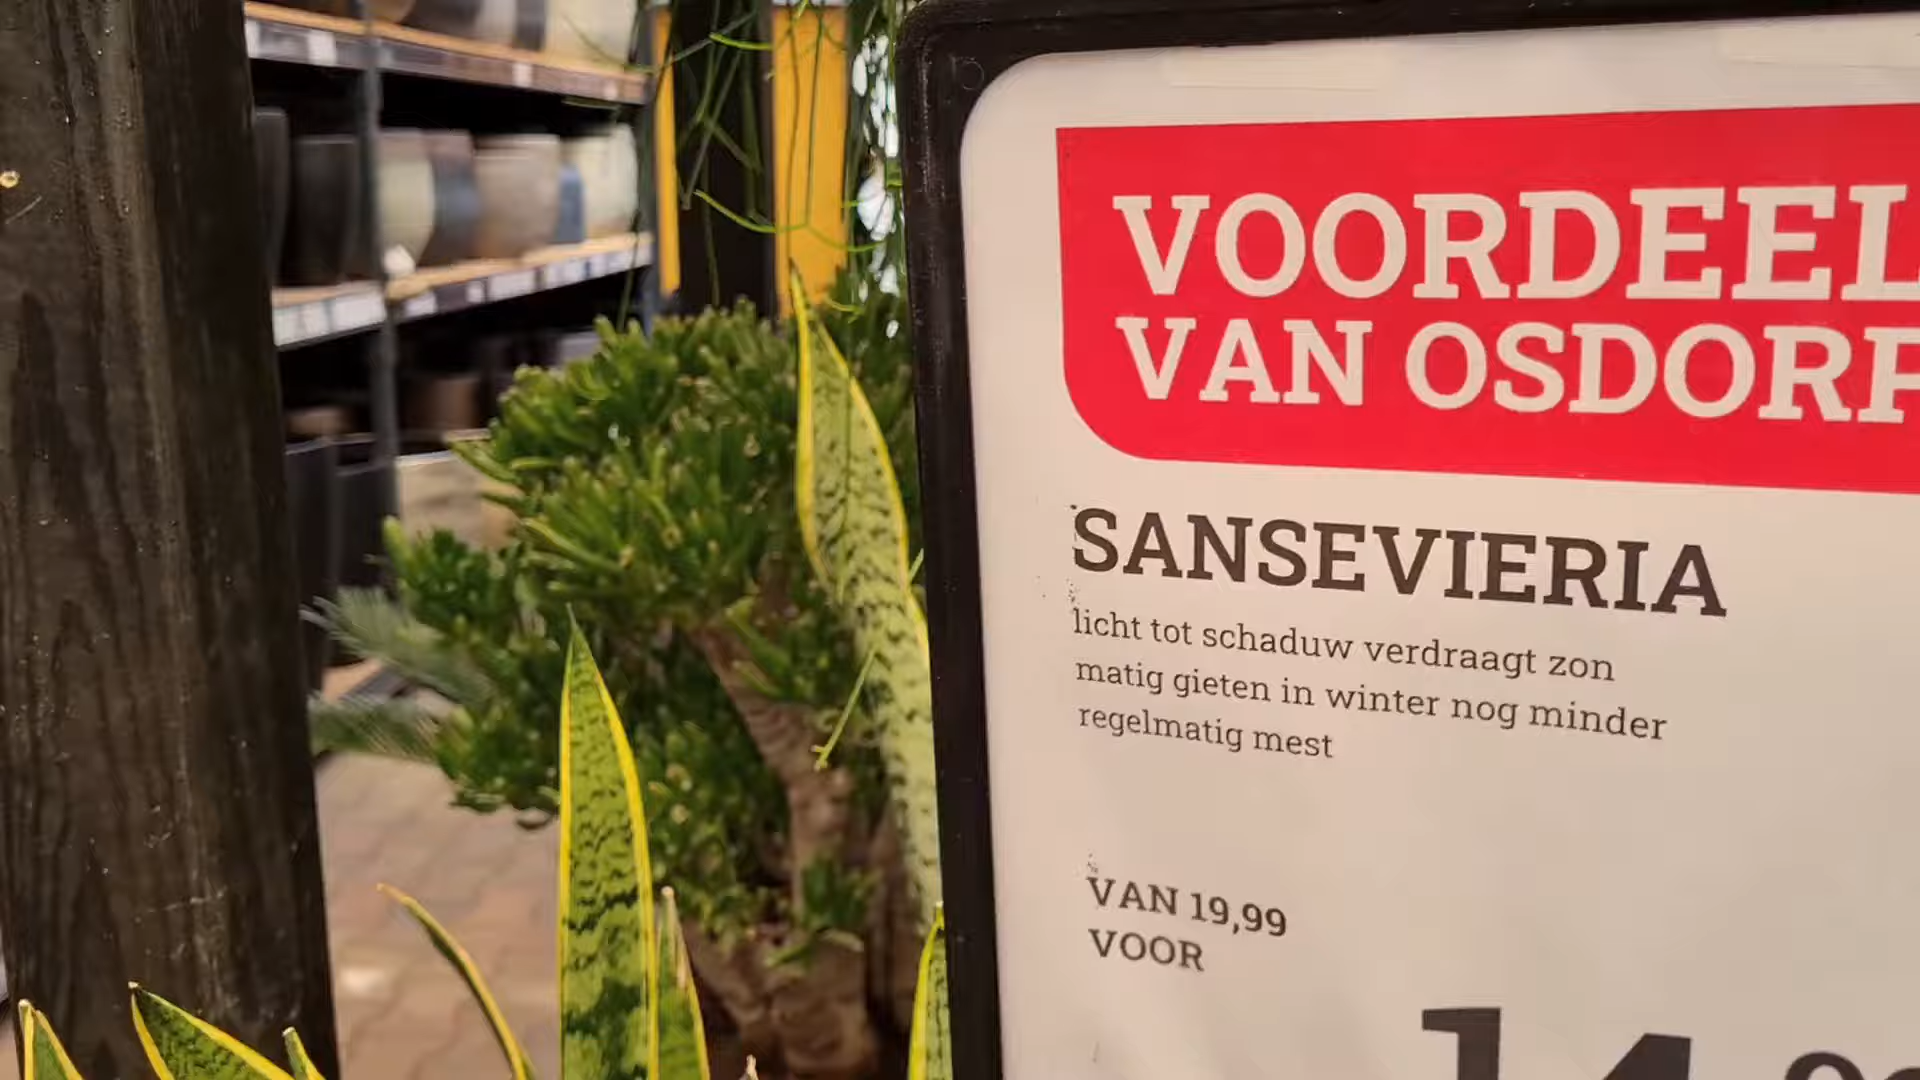 VOORDEEL
VAN OSDORP
SANSEVIERIA
licht tot schaduw verdraagt zon
matig gieten in winter nog minder
regelmatig mest
VAN 19,99
VOOR
14